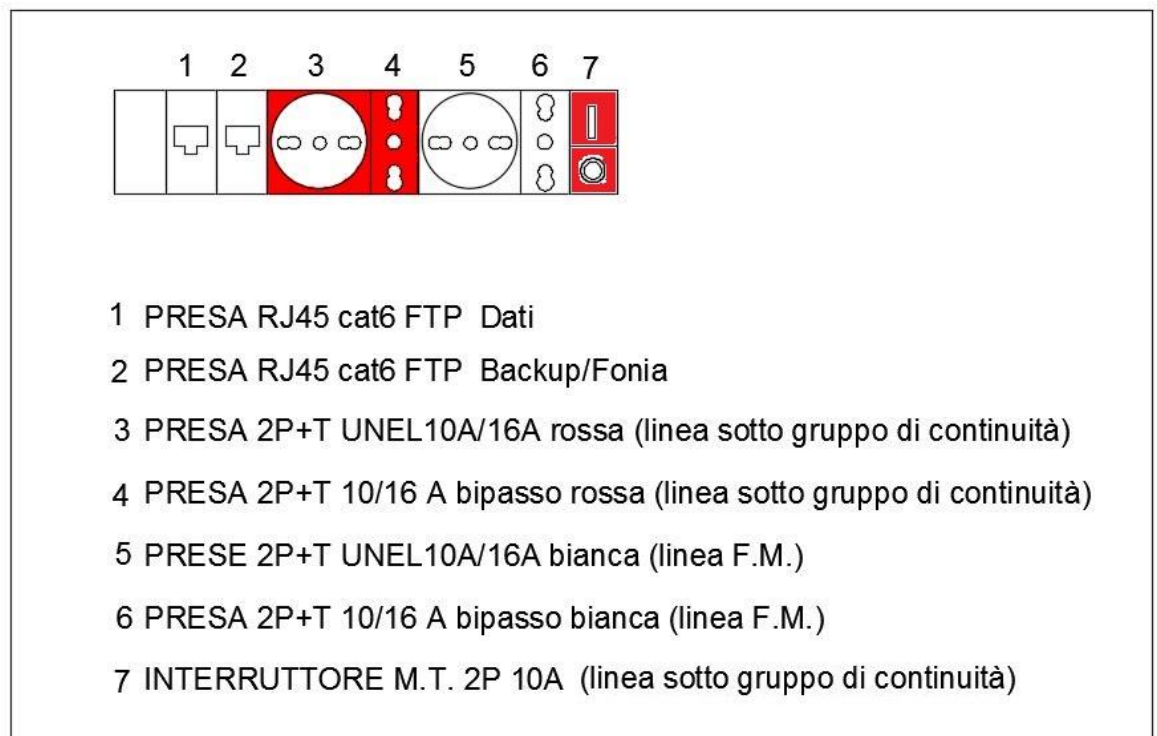 1 2 3 4 5 6 7
1 PRESA RJ45 cat6 FTP Dati
2 PRESA RJ45 cat6 FTP Backup/Fonia
3 PRESA 2P+T UNEL10A/16A rossa (linea sotto gruppo di continuità)
4 PRESA 2P+T 10/16 A bipasso rossa (linea sotto gruppo di continuità)
5 PRESE 2P+T UNEL10A/16A bianca (linea F.M.)
6 PRESA 2P+T 10/16 A bipasso bianca (linea F.M.)
7 INTERRUTTORE M.T. 2P 10A (linea sotto gruppo di continuità)